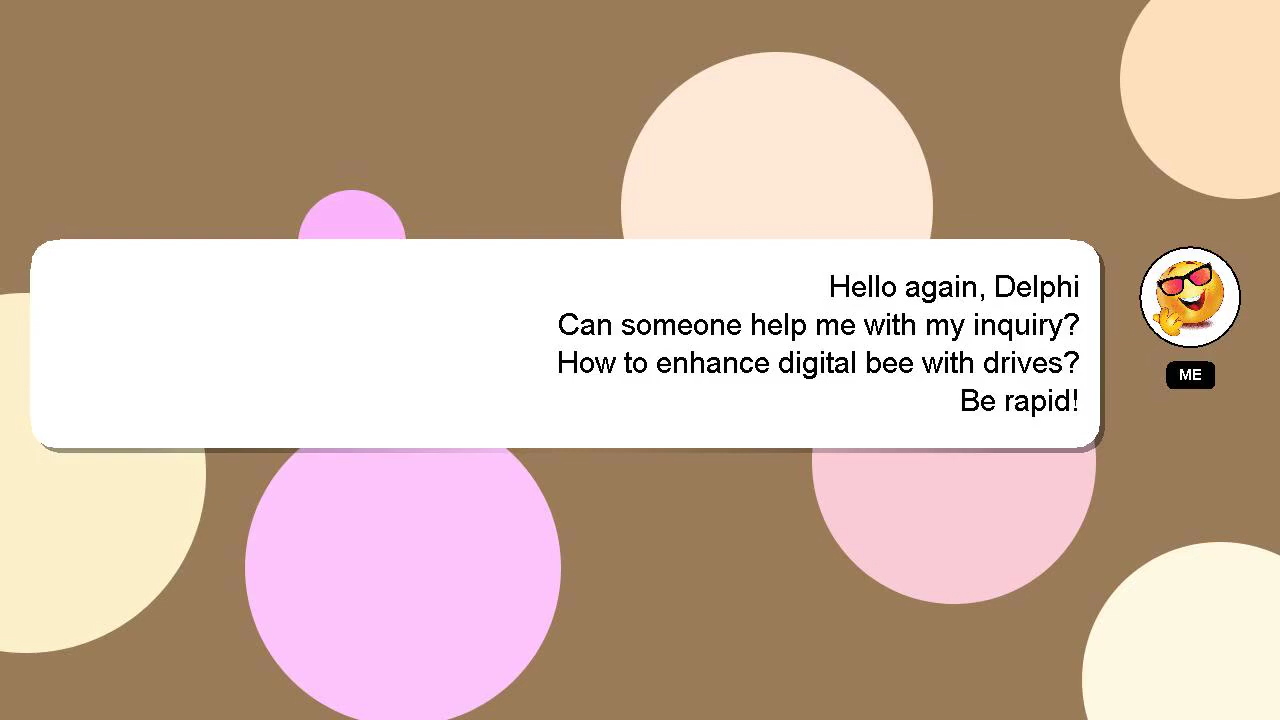 Hello again, Delphi
Can someone help me with my inquiry?
How to enhance digital bee with drives?
Be rapid!
ME